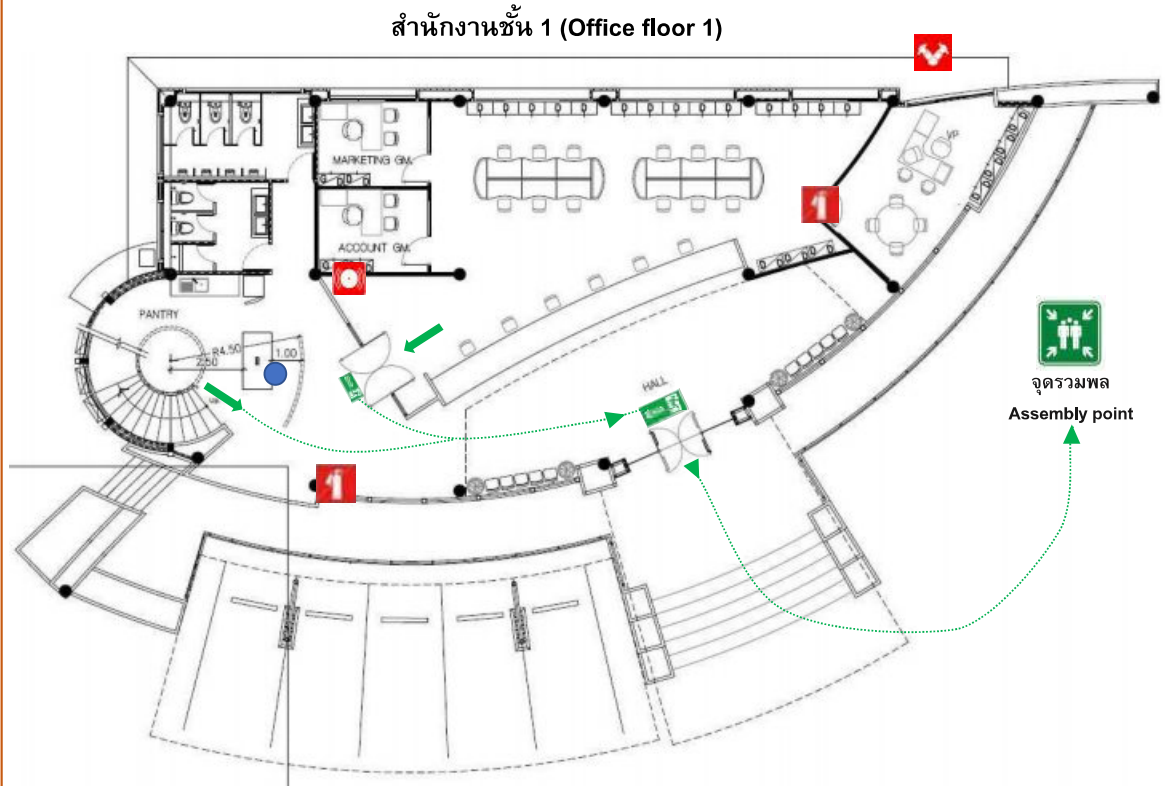 สำนักงานชั้น 1 (Office floor 1)
VP
MARKETING GM.
ACCOUNT GM.
PANTRY
R4.50
2.50
1.00
UP
HALL
จุดรวมพล
Assembly point